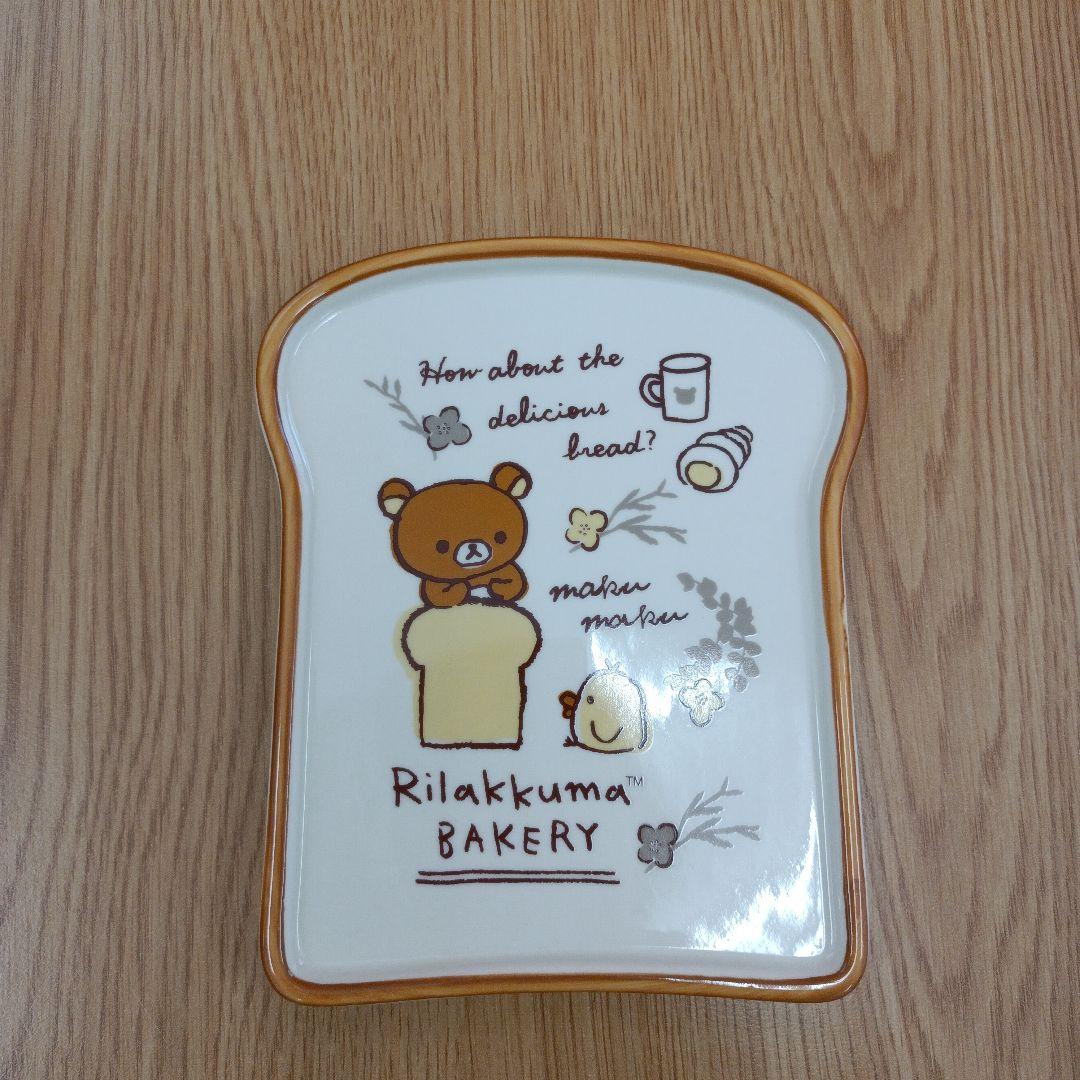 How about the
delicious
bread?
maku
maku
Rilakkuma™
BAKERY